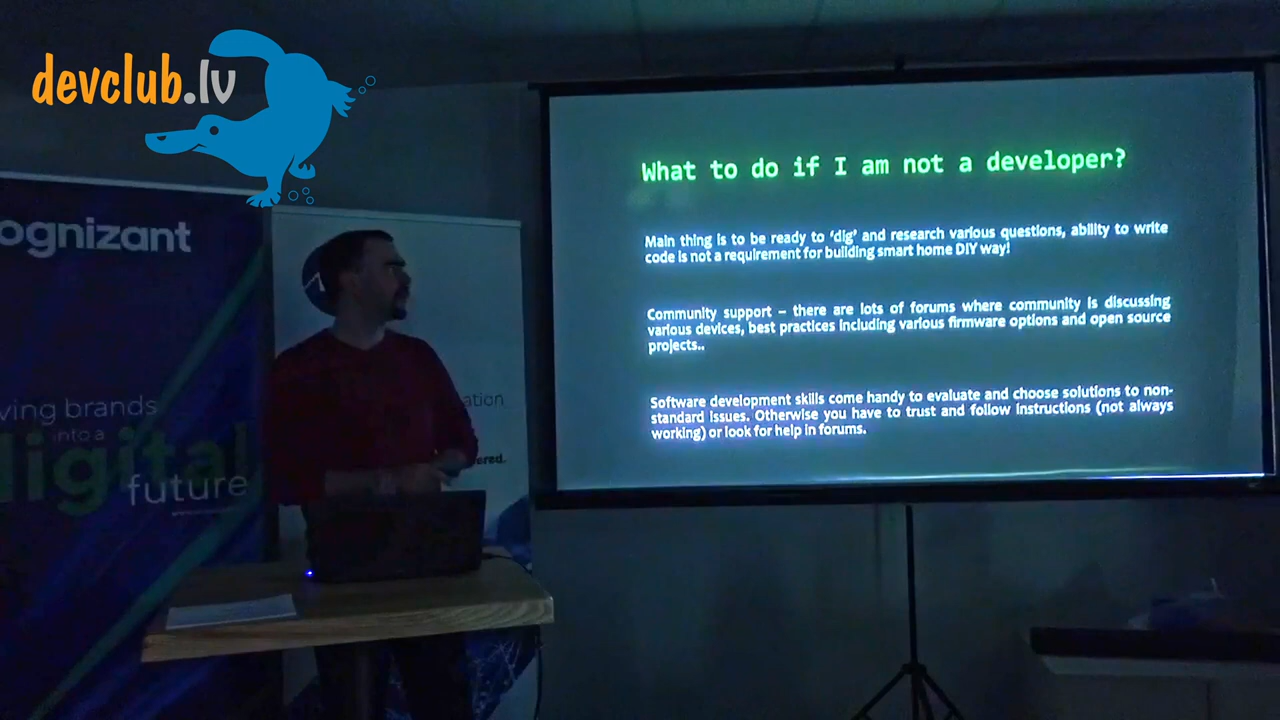 devclub.lv
ognizant
ving brands
into a
digital
future
ation
ered.
What to do if I am not a developer?
Main thing is to be ready to ‘dig’ and research various questions, ability to write
code is not a requirement for building smart home DIY way!
Community support – there are lots of forums where community is discussing
various devices, best practices including various firmware options and open source
projects..
Software development skills come handy to evaluate and choose solutions to non-
standard issues. Otherwise you have to trust and follow instructions (not always
working) or look for help in forums.